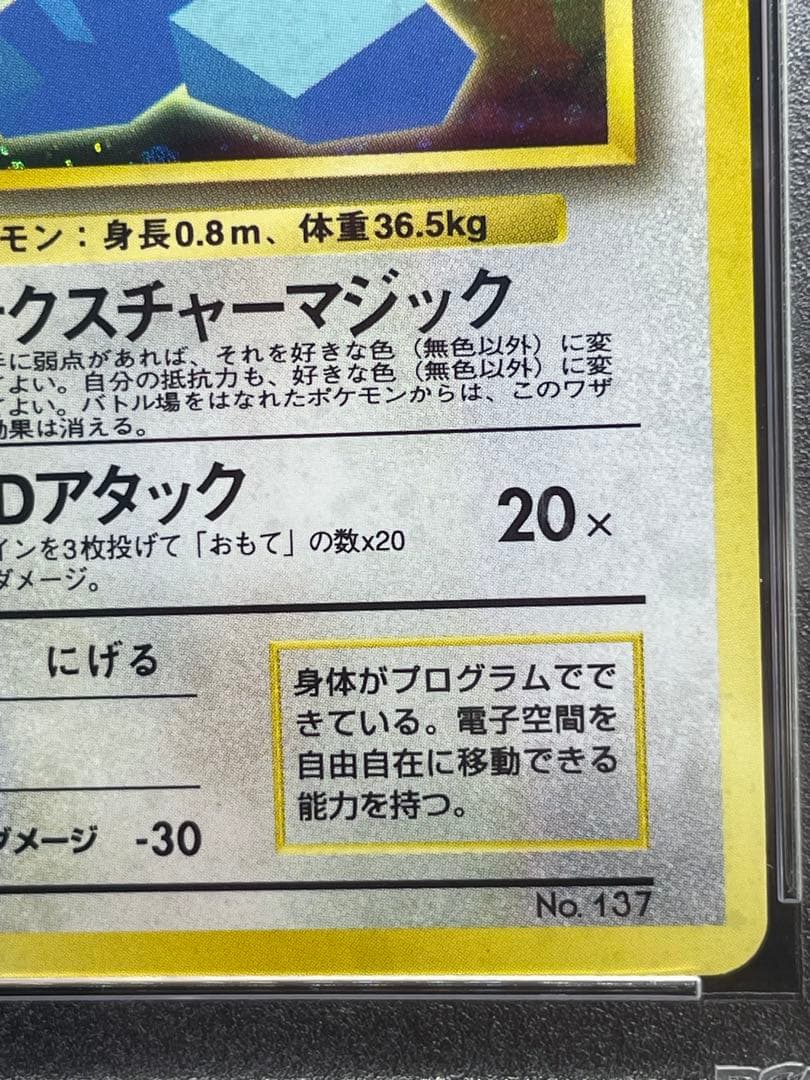 モン：身長0.8m、体重36.5kg
クスチャーマジック
に弱点があれば、それを好きな色（無色以外）に変
てよい。自分の抵抗力も、好きな色（無色以外）に変
てよい。バトル場をはなれたポケモンからは、このワザ
効果は消える。
Dアタック
20×
インを3枚投げて「おもて」の数x20
ダメージ。
にげる
身体がプログラムでで
きている。電子空間を
自由自在に移動できる
能力を持つ。
ダメージ -30
No. 137